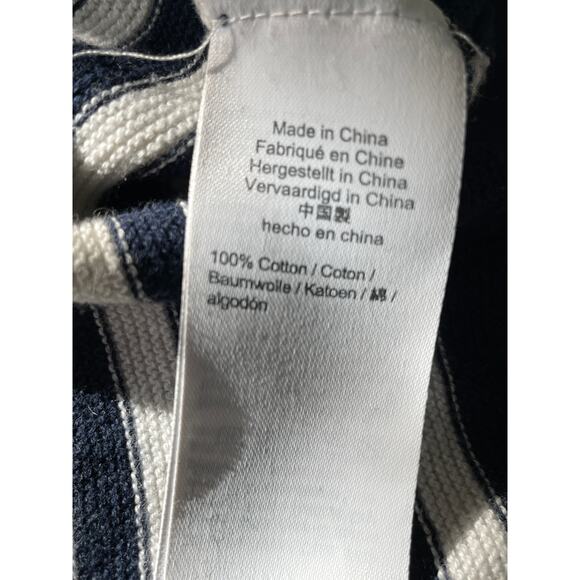 Made in China
Fabriqué en Chine
Hergestellt in China
Vervaardigd in China
中国製
hecho en china
100% Cotton / Coton /
Baumwolle / Katoen / 綿 /
algodón